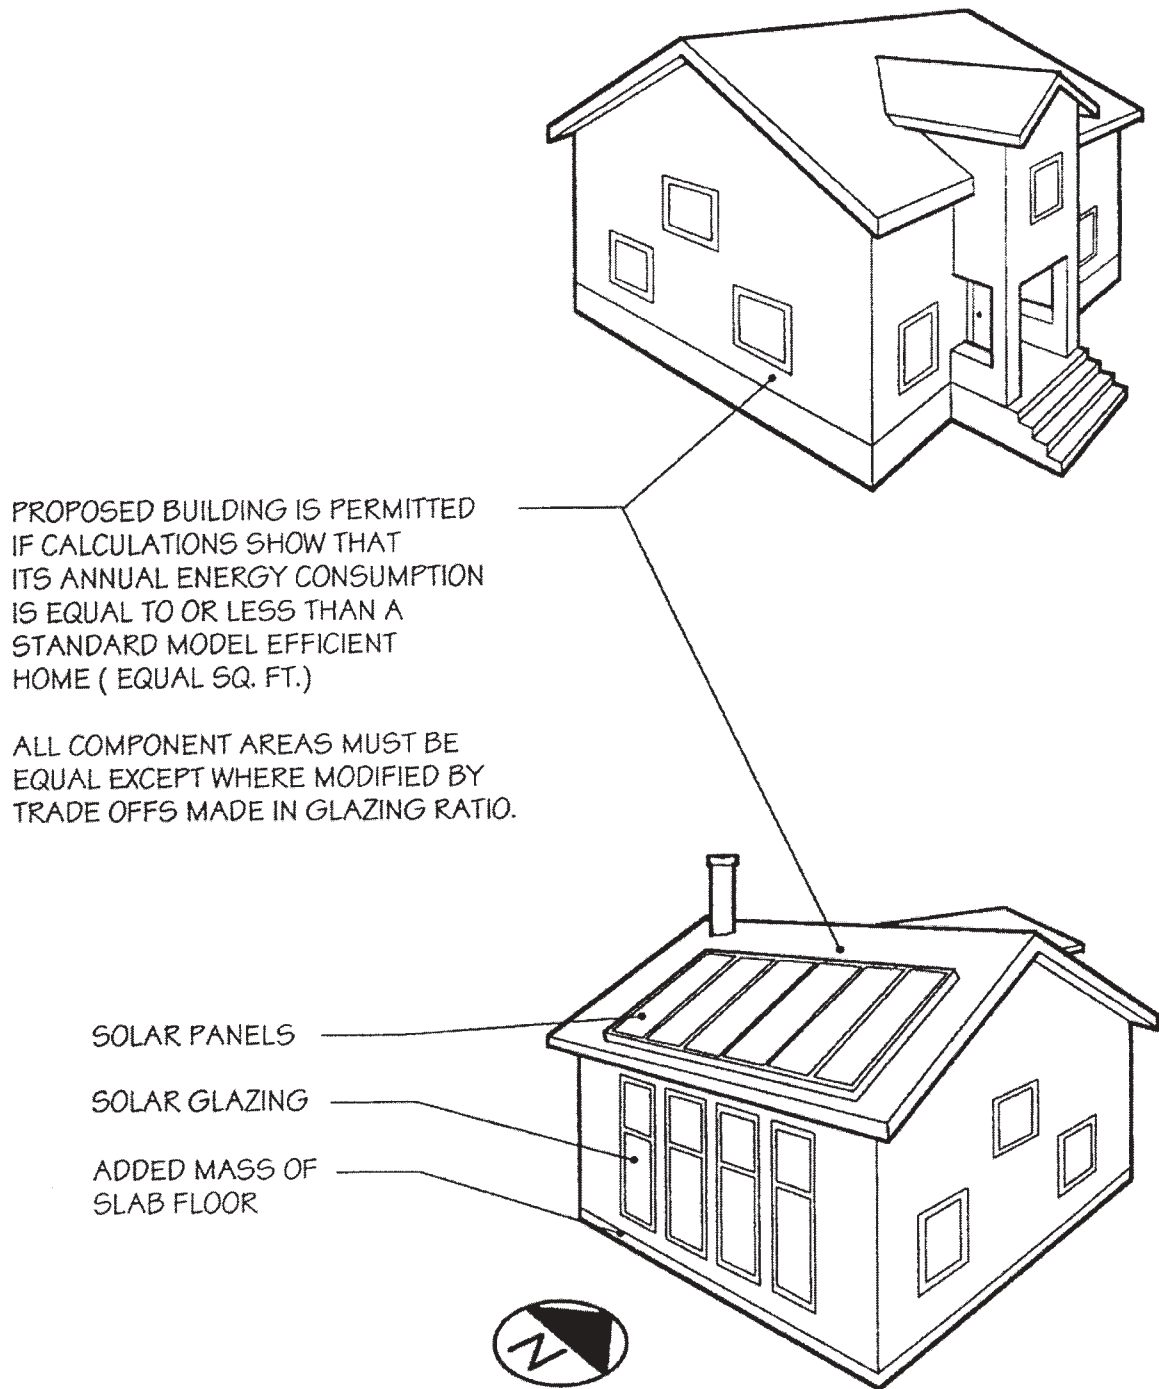 PROPOSED BUILDING IS PERMITTED
IF CALCULATIONS SHOW THAT
ITS ANNUAL ENERGY CONSUMPTION
IS EQUAL TO OR LESS THAN A
STANDARD MODEL EFFICIENT
HOME ( EQUAL SQ. FT.)
ALL COMPONENT AREAS MUST BE
EQUAL EXCEPT WHERE MODIFIED BY
TRADE OFFS MADE IN GLAZING RATIO.
SOLAR PANELS
SOLAR GLAZING
ADDED MASS OF
SLAB FLOOR
N